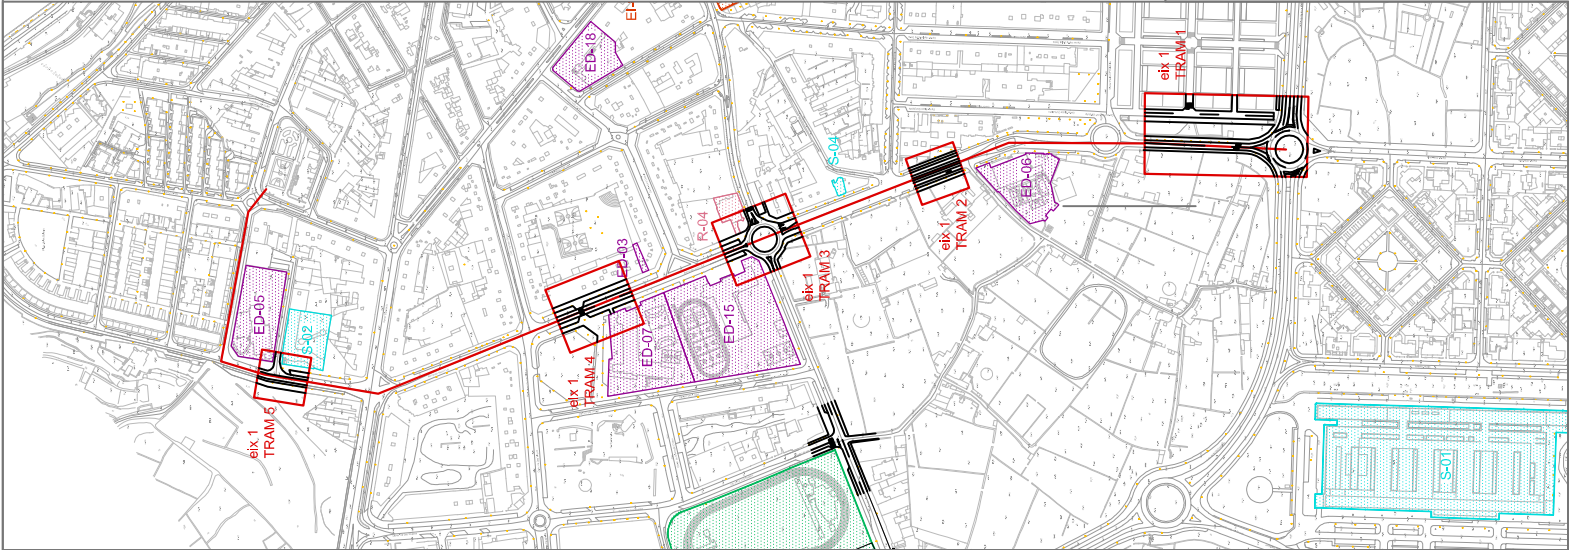 EI-
ED-18
eix 1
TRAM 1
S-04
ED-06
R-04
eix 1
TRAM 2
ED-03
eix 1
TRAM 3
ED-05
S-02
ED-15
ED-07
eix 1
TRAM 4
eix 1
TRAM 5
S-01